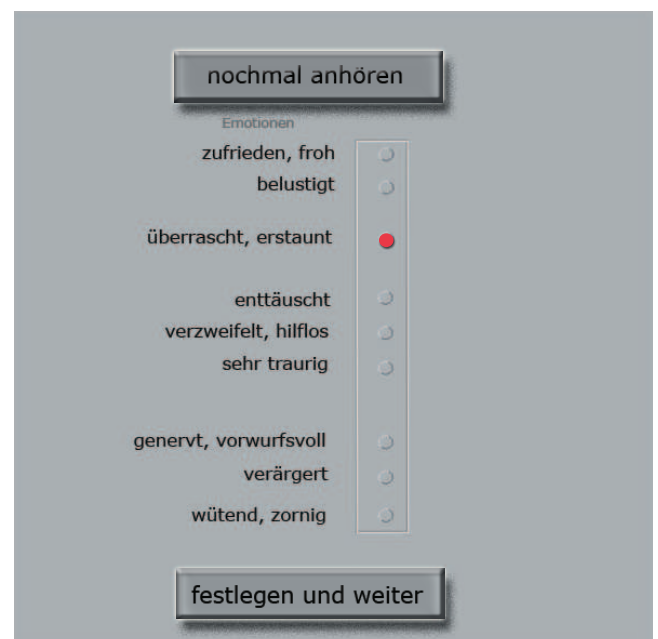 nochmal anhören
Emotionen
zufrieden, froh
belustigt
überrascht, erstaunt
enttäuscht
verzweifelt, hilflos
sehr traurig
genervt, vorwurfsvoll
verärgert
wütend, zornig
festlegen und weiter